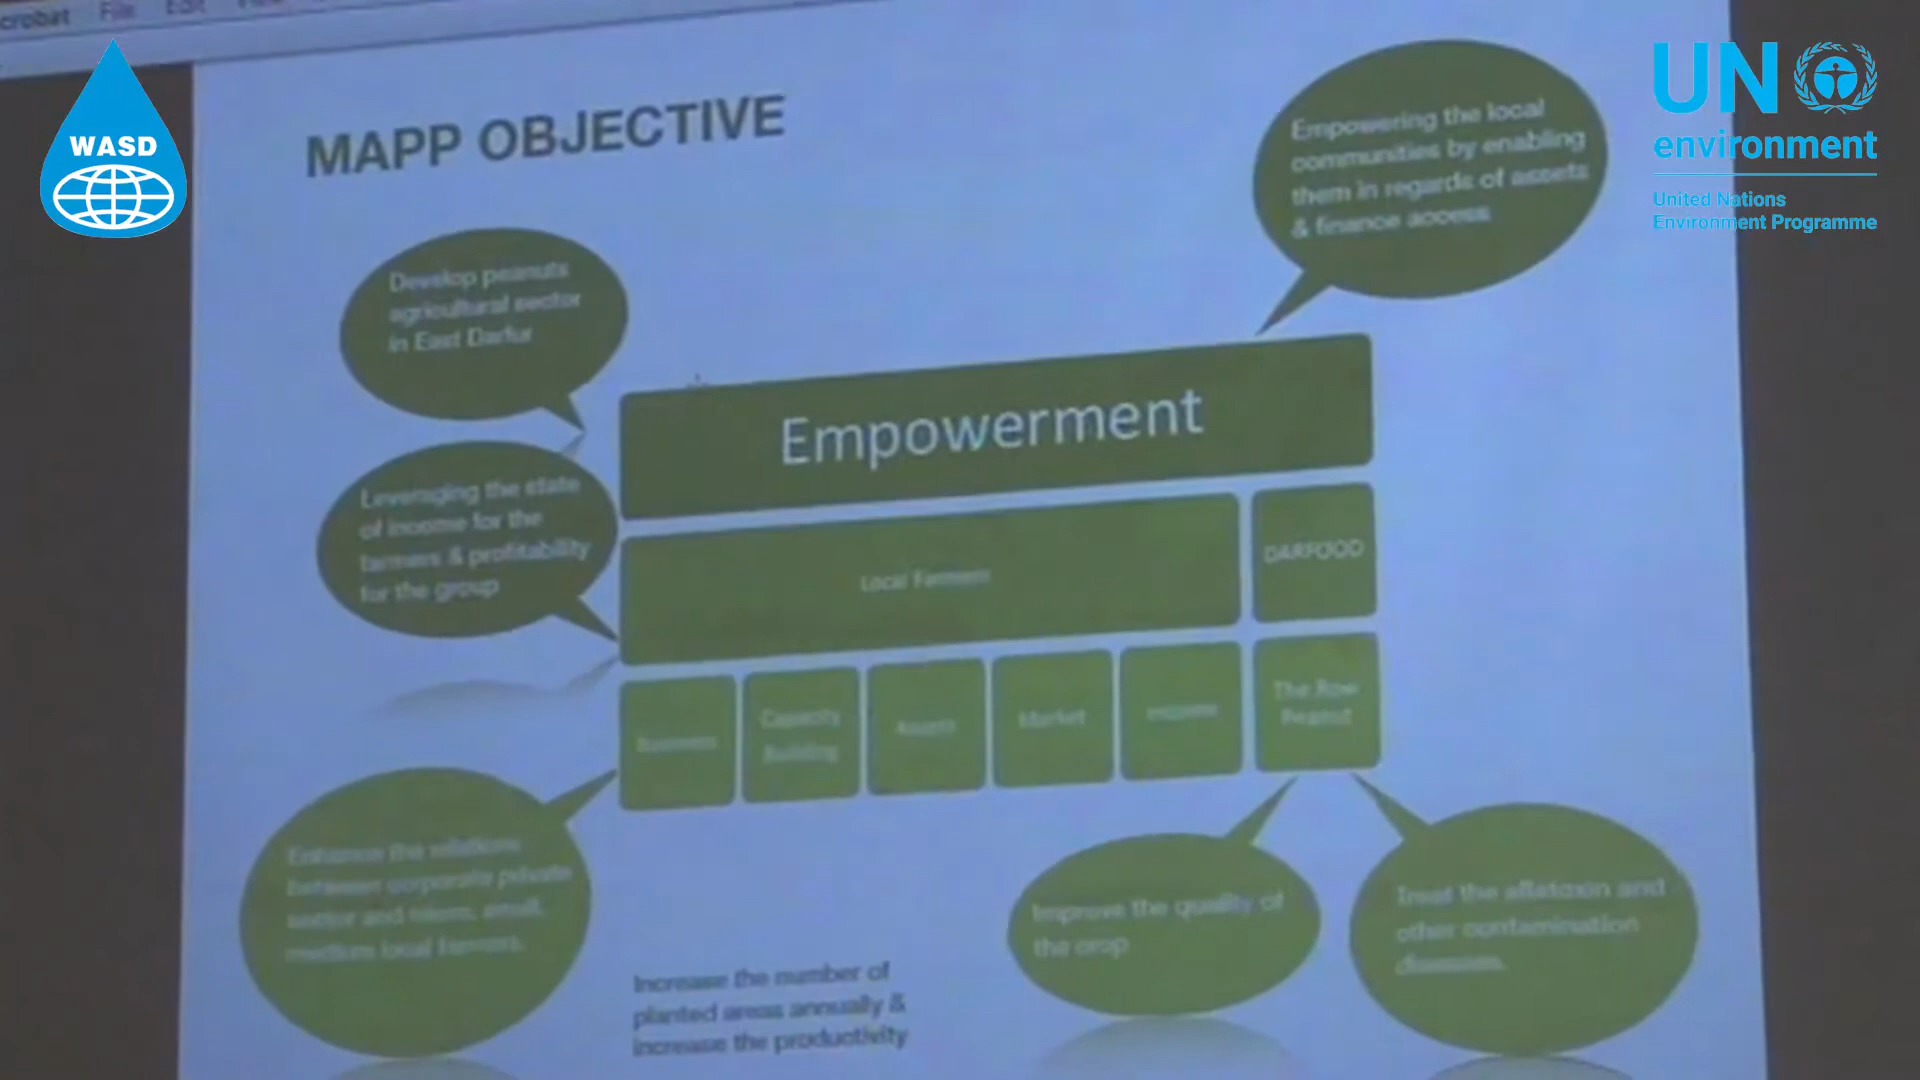 crobat File Edit
WASD
UN
environment
United Nations
Environment Programme
MAPP OBJECTIVE
Empowering the local
communities by enabling
them in regards of assets
& finance access
Develop peanuts
agricultural sector
in East Darfur
Empowerment
Leveraging the state
of income for the
farmers & profitability
for the group
Local Farmers
DARFOOD
Business
Capacity
Building
Assets
Market
Income
The Row
Peanut
Enhance the relations
between corporate private
sector and micro, small,
medium local farmers.
Improve the quality of
the crop
Treat the aflatoxin and
other contamination
diseases.
Increase the number of
planted areas annually &
increase the productivity